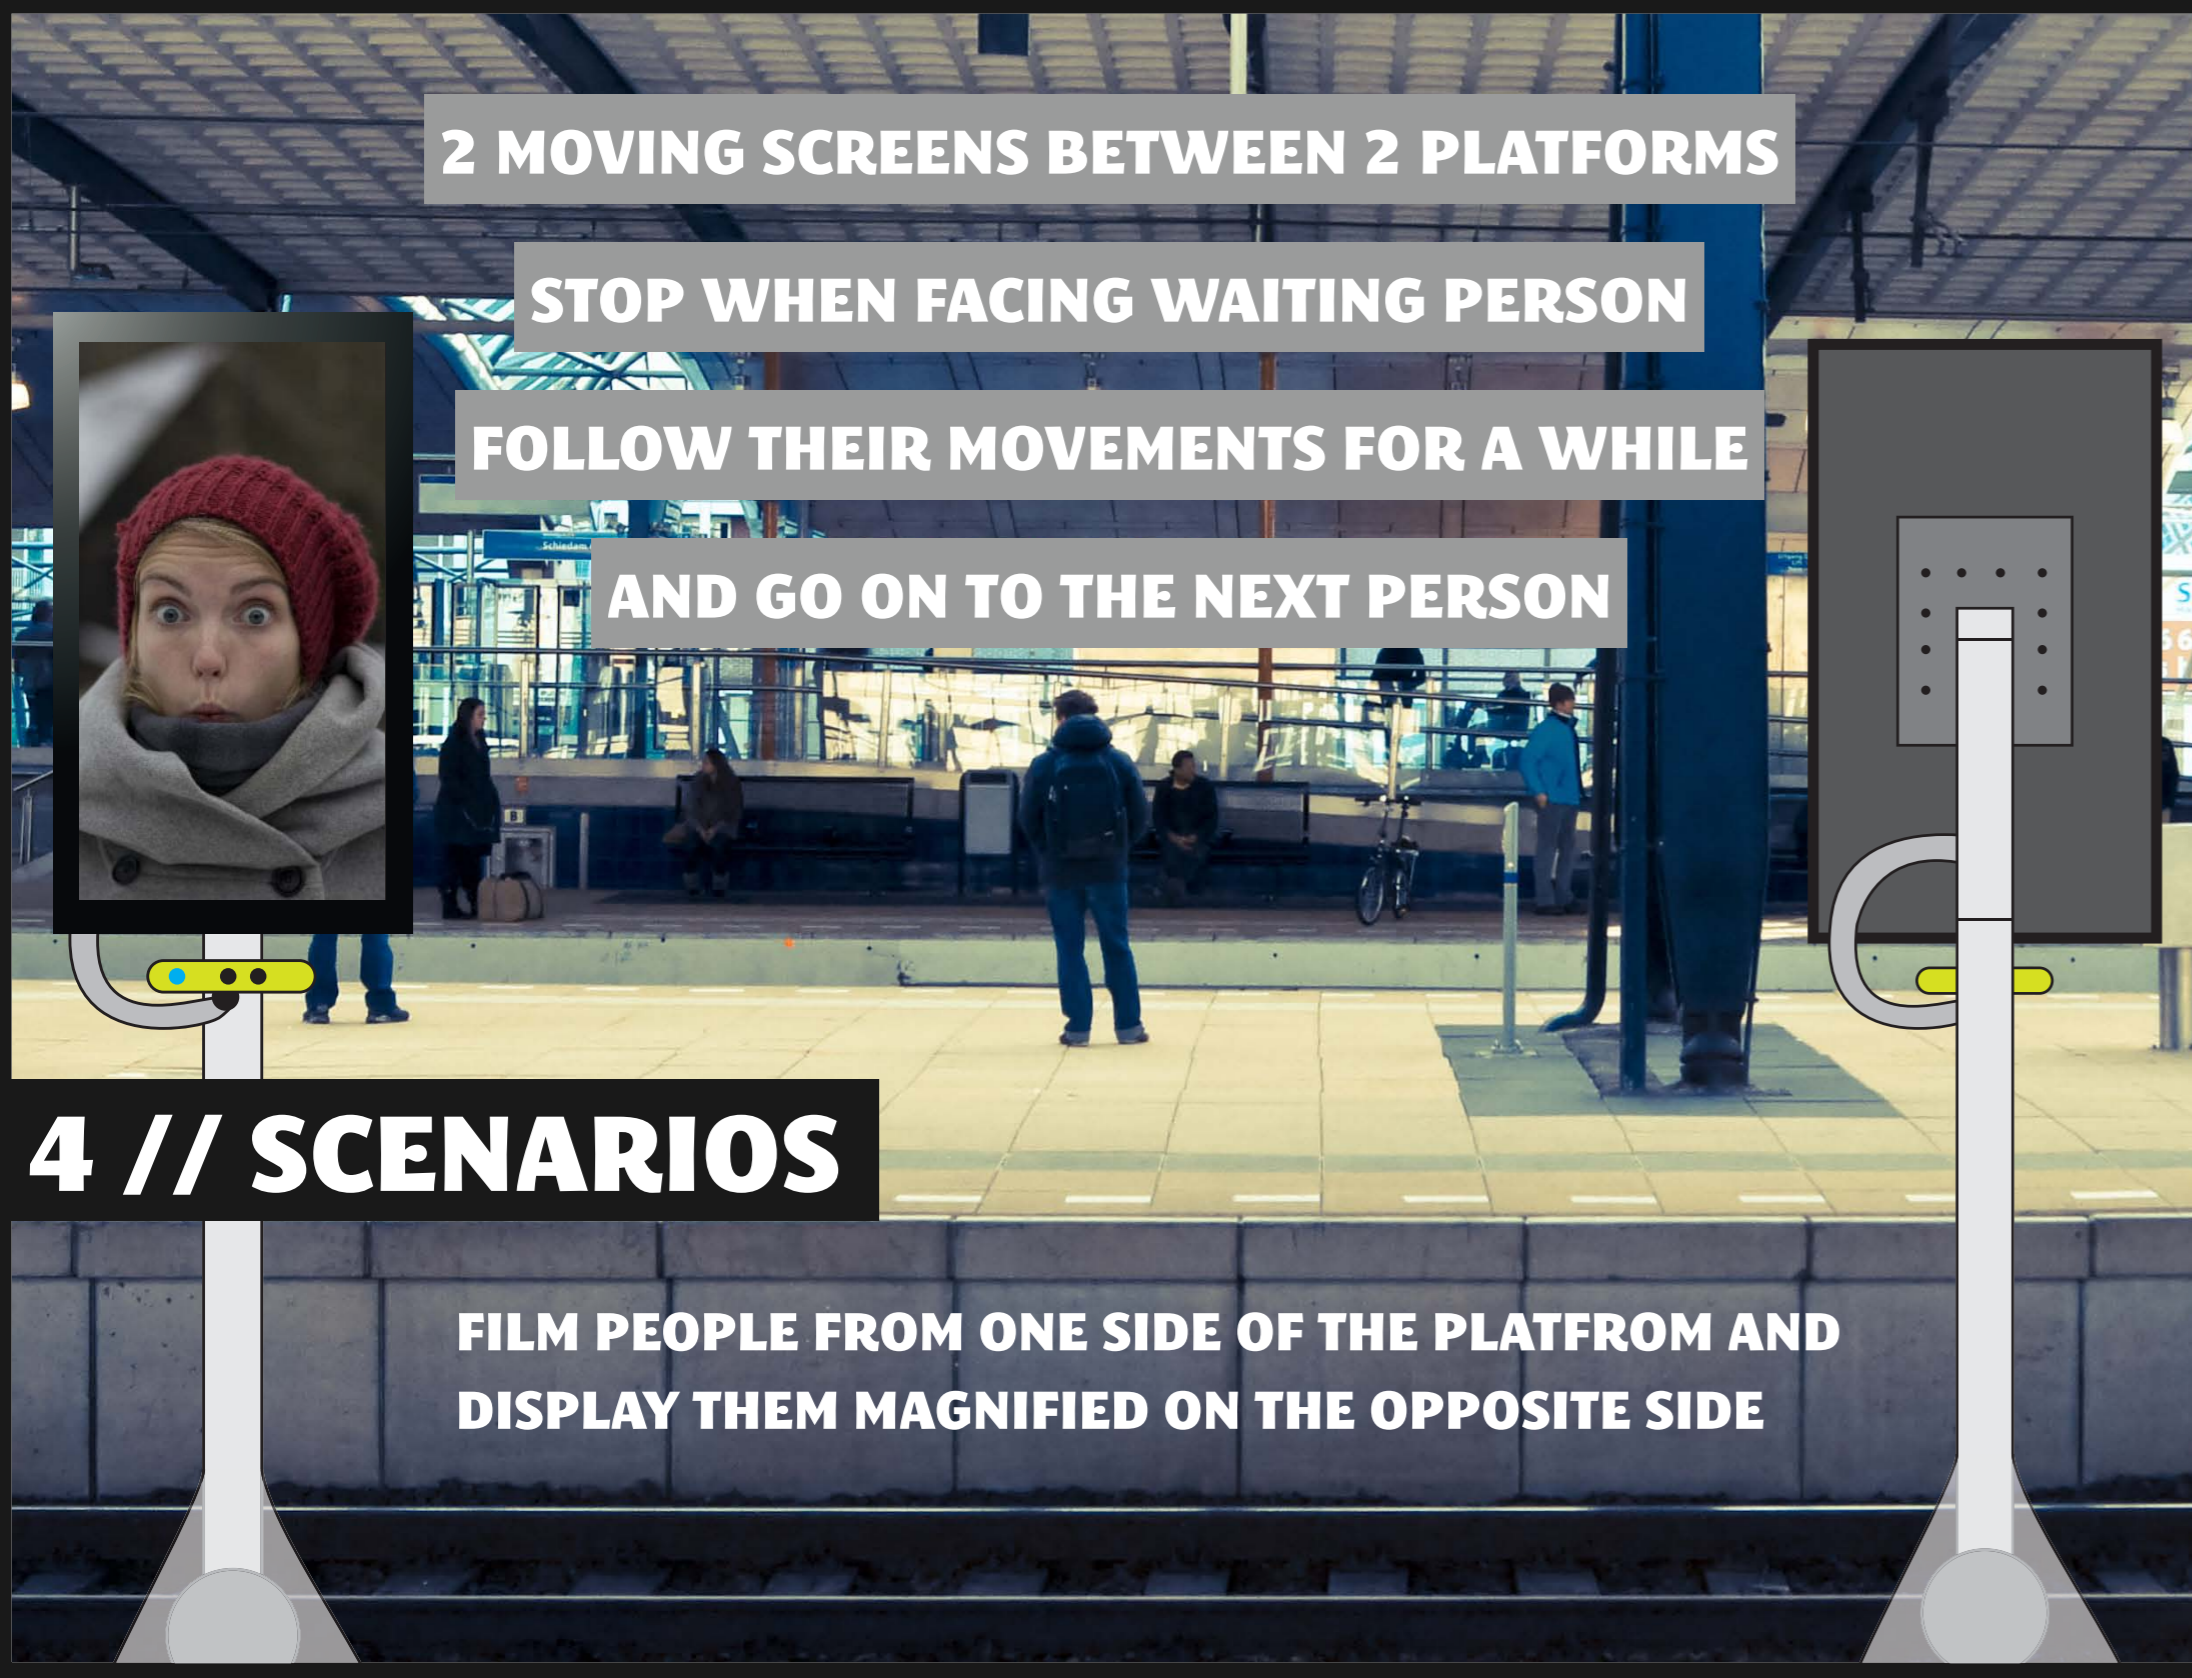 2 MOVING SCREENS BETWEEN 2 PLATFORMS
STOP WHEN FACING WAITING PERSON
FOLLOW THEIR MOVEMENTS FOR A WHILE
Schiedam
AND GO ON TO THE NEXT PERSON
B
4 // SCENARIOS
FILM PEOPLE FROM ONE SIDE OF THE PLATFROM AND
DISPLAY THEM MAGNIFIED ON THE OPPOSITE SIDE